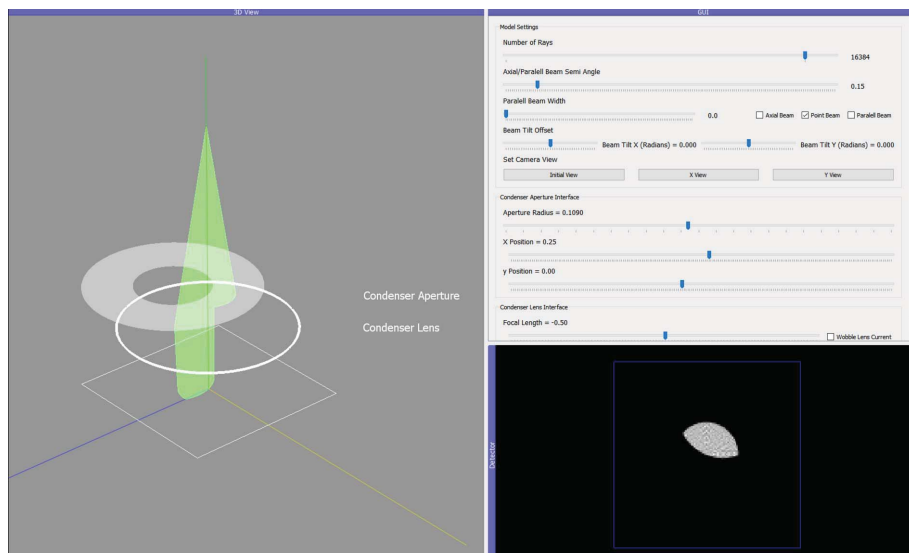 3D View
Condenser Aperture
Condenser Lens
GUI
Model Settings
Number of Rays
16384
Axial/Paralell Beam Semi Angle
0.15
Paralell Beam Width
0.0 Axial Beam Point Beam Paralell Beam
Beam Tilt Offset
Beam Tilt X (Radians) = 0.000 Beam Tilt Y (Radians) = 0.000
Set Camera View
Initial View X View Y View
Condenser Aperture Interface
Aperture Radius = 0.1090
X Position = 0.25
y Position = 0.00
Condenser Lens Interface
Focal Length = -0.50
Wobble Lens Current
Detector